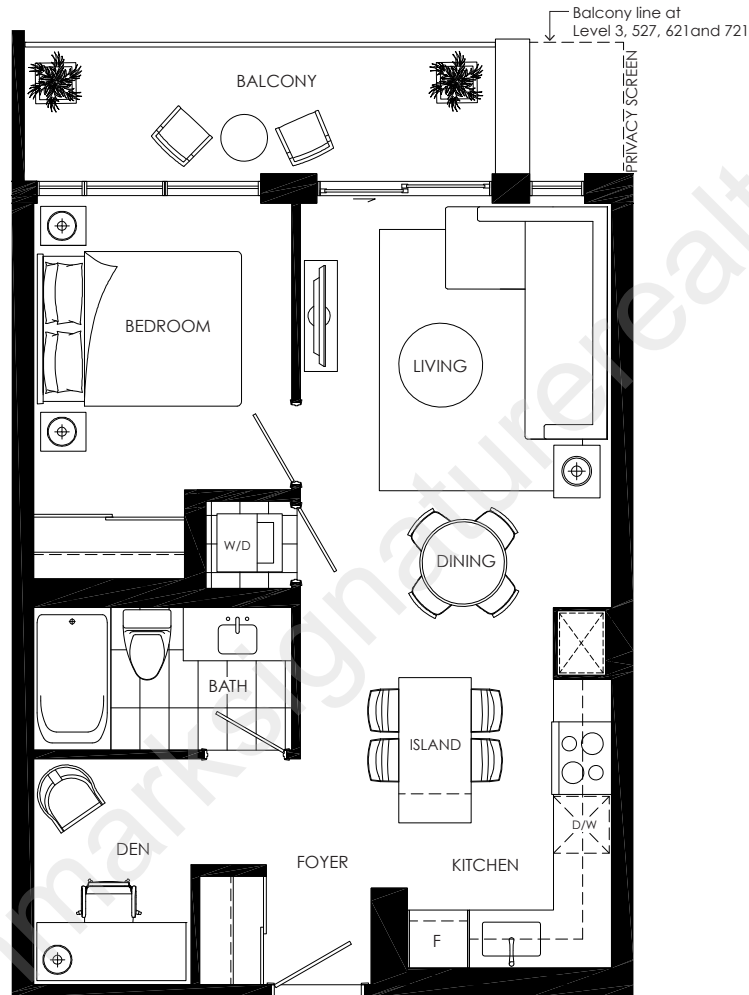 Balcony line at
Level 3, 527, 621and 721
PRIVACY SCREEN
BALCONY
BEDROOM
LIVING
W/D
DINING
BATH
ISLAND
D/W
DEN
FOYER
KITCHEN
F
marksignaturerealt